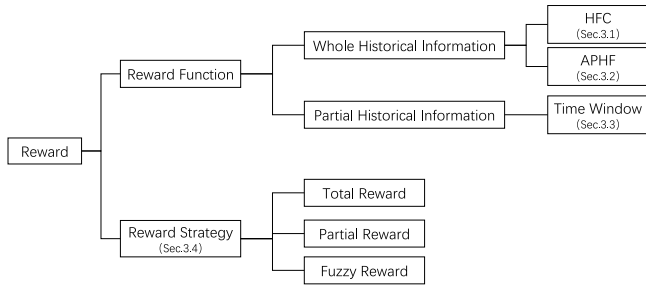 HFC
(Sec.3.1)
Whole Historical Information
APHF
(Sec.3.2)
Reward Function
Partial Historical Information
Time Window
(Sec.3.3)
Reward
Total Reward
Reward Strategy
(Sec.3.4)
Partial Reward
Fuzzy Reward